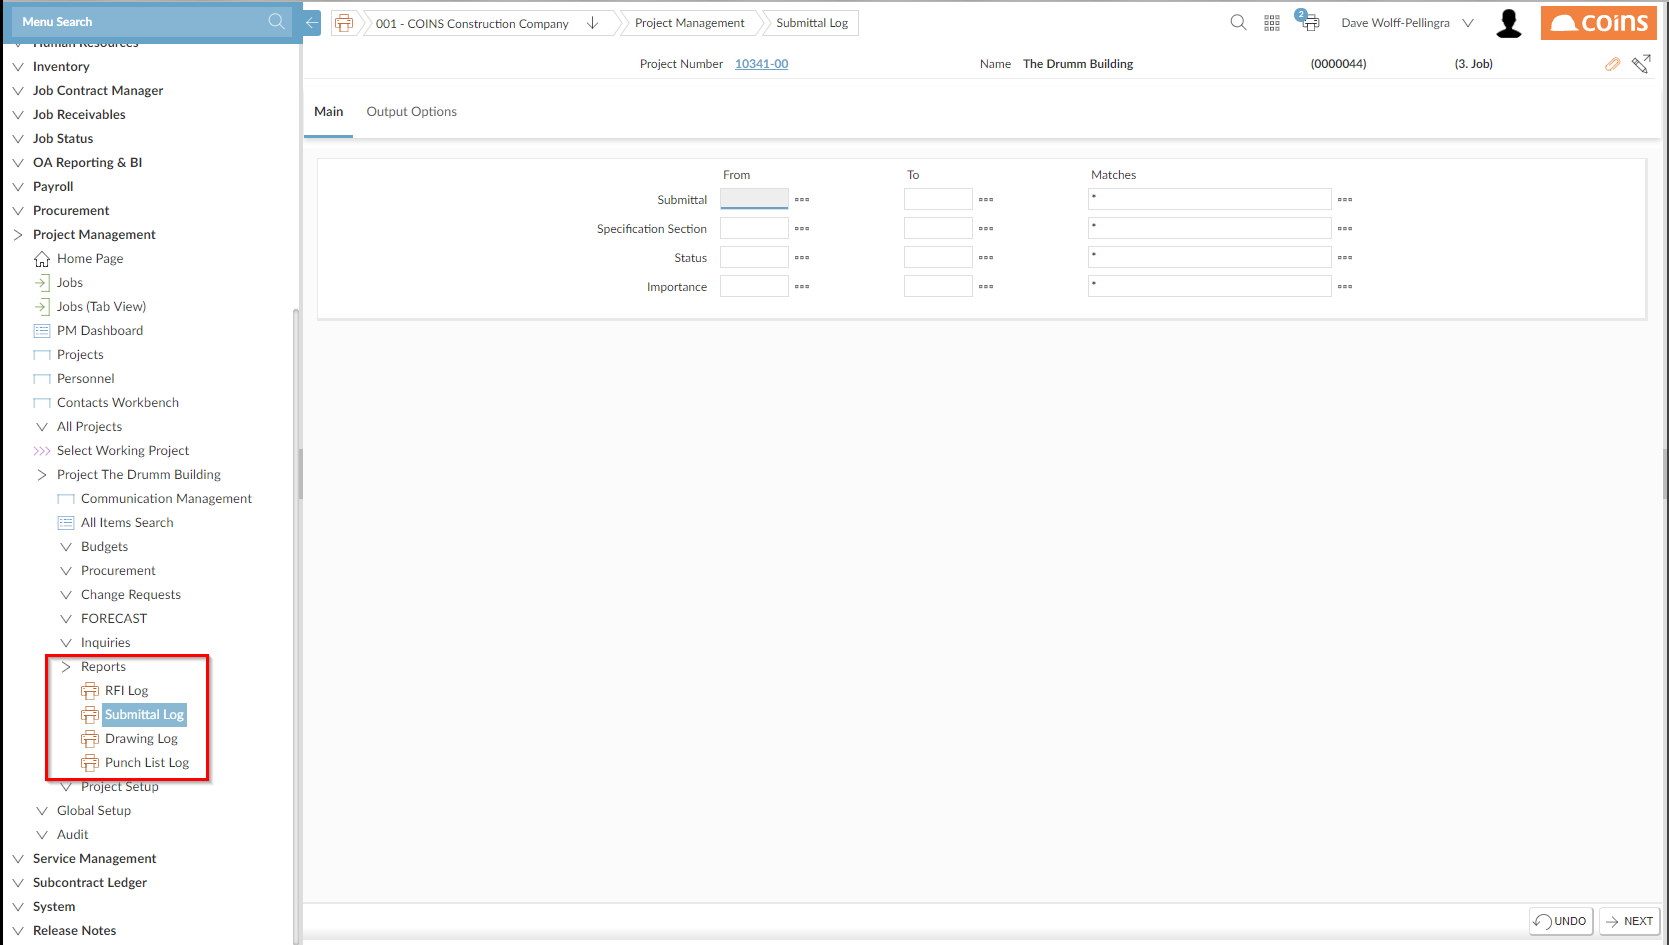 Menu Search
001 - COINS Construction Company
Project Management
Submittal Log
2
Dave Wolff-Pellingra
coins
Project Number 10341-00 Name The Drumm Building (0000044) (3. Job)
Main Output Options
From To Matches
Submittal *
Specification Section *
Status *
Importance *
Human Resources
Inventory
Job Contract Manager
Job Receivables
Job Status
OA Reporting & BI
Payroll
Procurement
Project Management
Home Page
Jobs
Jobs (Tab View)
PM Dashboard
Projects
Personnel
Contacts Workbench
All Projects
Select Working Project
Project The Drumm Building
Communication Management
All Items Search
Budgets
Procurement
Change Requests
FORECAST
Inquiries
Reports
RFI Log
Submittal Log
Drawing Log
Punch List Log
Project Setup
Global Setup
Audit
Service Management
Subcontract Ledger
System
Release Notes
UNDO NEXT